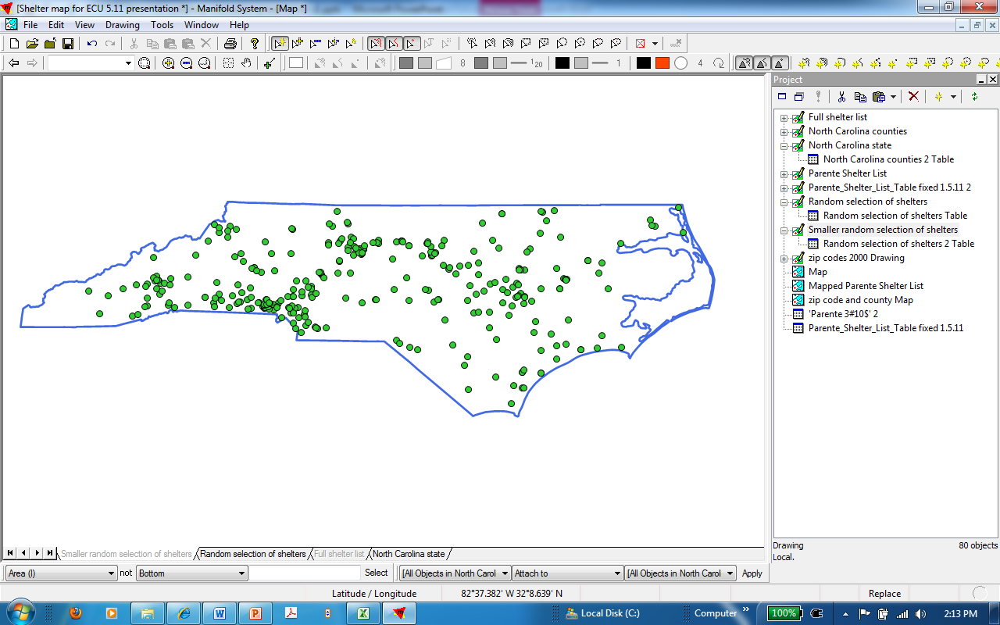 [Shelter map for ECU 5.11 presentation *] - Manifold System - [Map *]
File Edit View Drawing Tools Window Help
8 120 1 4
Project
Full shelter list
North Carolina counties
North Carolina state
North Carolina counties 2 Table
Parente Shelter List
Parente_Shelter_List_Table fixed 1.5.11 2
Random selection of shelters
Random selection of shelters Table
Smaller random selection of shelters
Random selection of shelters 2 Table
zip codes 2000 Drawing
Map
Mapped Parente Shelter List
zip code and county Map
'Parente 3#10$' 2
Parente_Shelter_List_Table fixed 1.5.11
Drawing 80 objects
Local.
Smaller random selection of shelters Random selection of shelters Full shelter list North Carolina state
Area (I) not Bottom Select [All Objects in North Carol Attach to [All Objects in North Carol Apply
Latitude / Longitude 82°37.382' W 32°8.639' N Replace
Local Disk (C:) Computer » 100% 2:13 PM